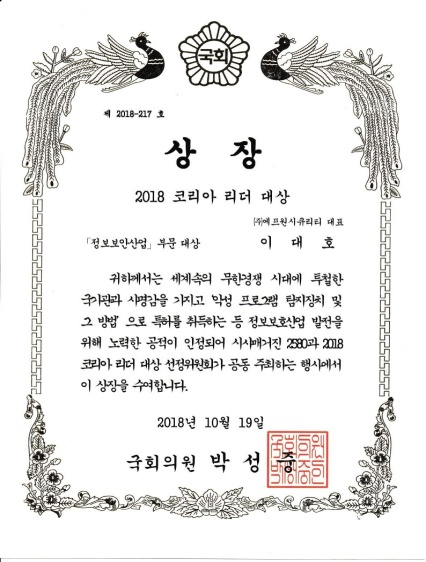 국회
제 2018-217 호
상 장
2018 코리아 리더 대상
(주)에프원시큐리티 대표
「정보보안산업」 부문 대상 이 대 호
귀하께서는 세계속의 무한경쟁 시대에 투철한
국가관과 사명감을 가지고 악성 프로그램 탐지장치 및
그 방법' 으로 특허를 취득하는 등 정보보호산업 발전을
위해 노력한 공적이 인정되어 시사매거진 2580과 2018
코리아 리더 대상 선정위원회가 공동 주최하는 행사에서
이 상장을 수여합니다.
2018년 10월 19일
국회의원 박 성 중